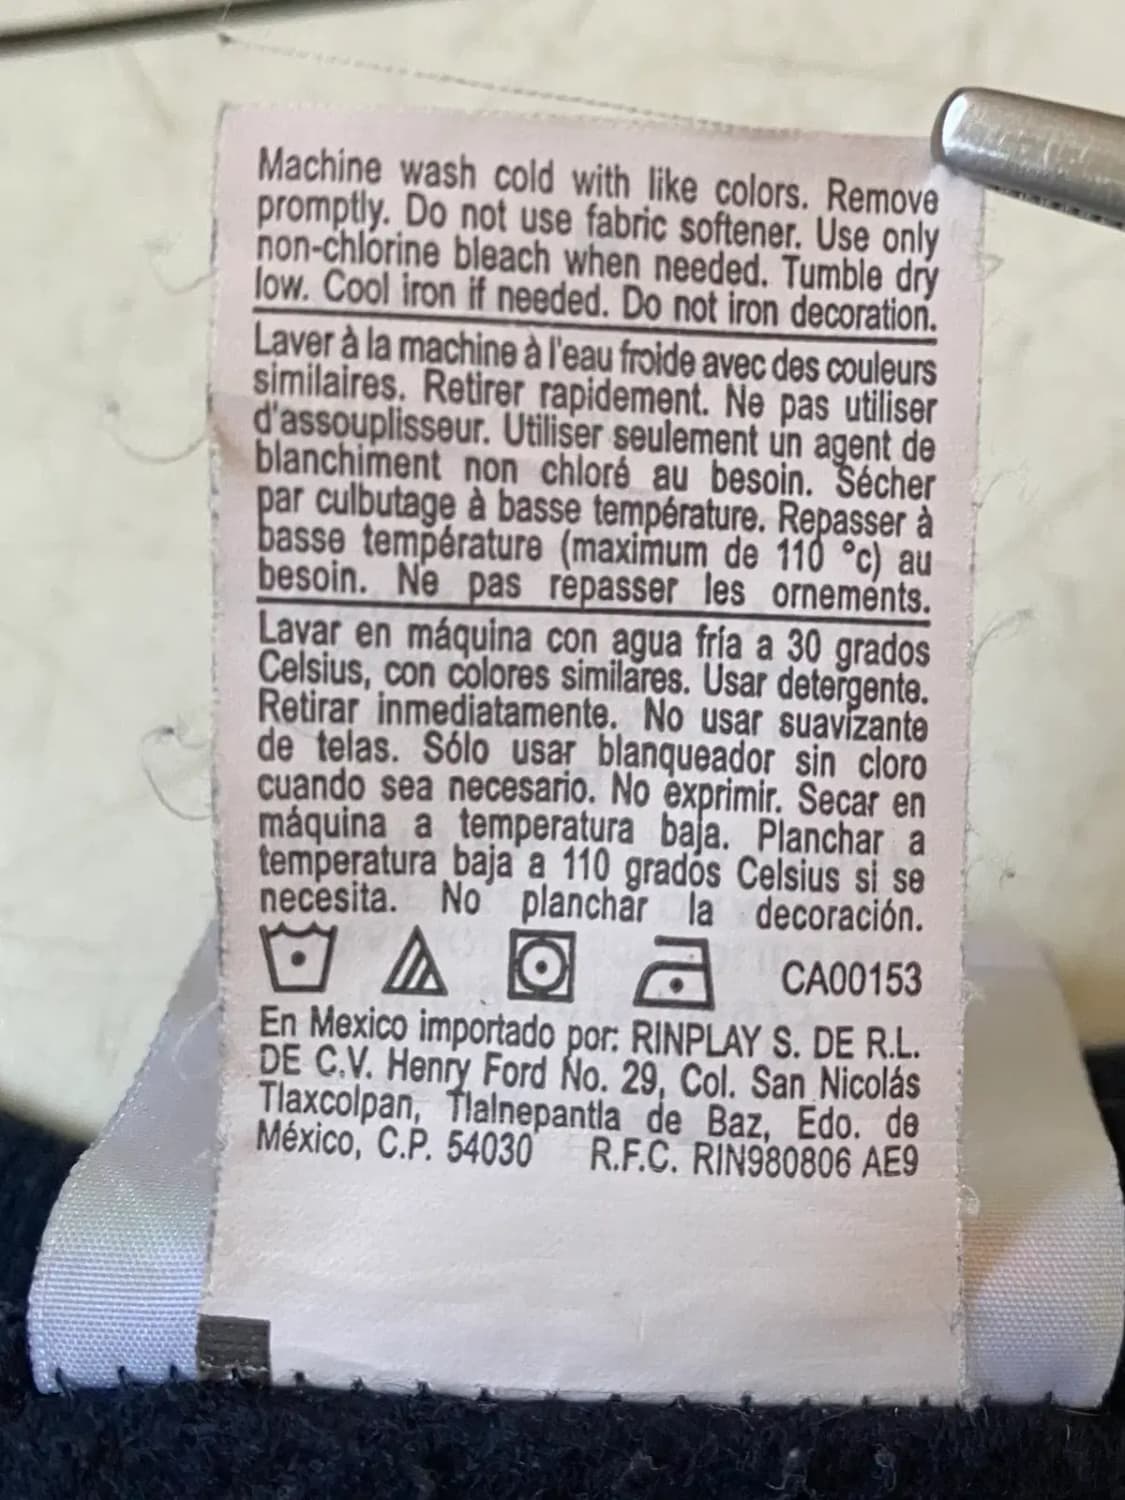 Machine wash cold with like colors. Remove
promptly. Do not use fabric softener. Use only
non-chlorine bleach when needed. Tumble dry
low. Cool iron if needed. Do not iron decoration.
Laver à la machine à l'eau froide avec des couleurs
similaires. Retirer rapidement. Ne pas utiliser
d'assouplisseur. Utiliser seulement un agent de
blanchiment non chloré au besoin. Sécher
par culbutage à basse température. Repasser à
basse température (maximum de 110 °c) au
besoin. Ne pas repasser les ornements.
Lavar en máquina con agua fría a 30 grados
Celsius, con colores similares. Usar detergente.
Retirar inmediatamente. No usar suavizante
de telas. Sólo usar blanqueador sin cloro
cuando sea necesario. No exprimir. Secar en
máquina a temperatura baja. Planchar a
temperatura baja a 110 grados Celsius si se
necesita. No planchar la decoración.
CA00153
En Mexico importado por: RINPLAY S. DE R.L.
DE C.V. Henry Ford No. 29, Col. San Nicolás
Tlaxcolpan, Tlalnepantla de Baz, Edo. de
México, C.P. 54030 R.F.C. RIN980806 AE9